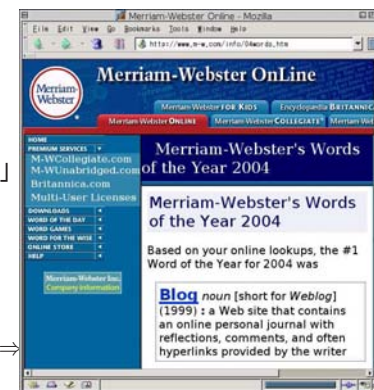 Merriam-Webster Online - Mozilla
File Edit View Go Bookmarks Tools Window Help
http://www.m-w.com/info/04words.htm
Merriam-Webster
Merriam-Webster OnLine
Merriam-Webster FOR KIDS Encyclopædia BRITANNIC
Merriam-Webster ONLINE Merriam-Webster COLLEGIATE® Merriam-Web
HOME
PREMIUM SERVICES
M-WCollegiate.com
M-WUnabridged.com
Britannica.com
Multi-User Licenses
DOWNLOADS
WORD OF THE DAY
WORD GAMES
WORD FOR THE WISE
ONLINE STORE
HELP
Merriam-Webster Inc.
Company information
Merriam-Webster's Words
of the Year 2004
Merriam-Webster's Words
of the Year 2004
Based on your online lookups, the #1
Word of the Year for 2004 was
Blog noun [short for Weblog]
(1999) : a Web site that contains
an online personal journal with
reflections, comments, and often
hyperlinks provided by the writer
」
⇒